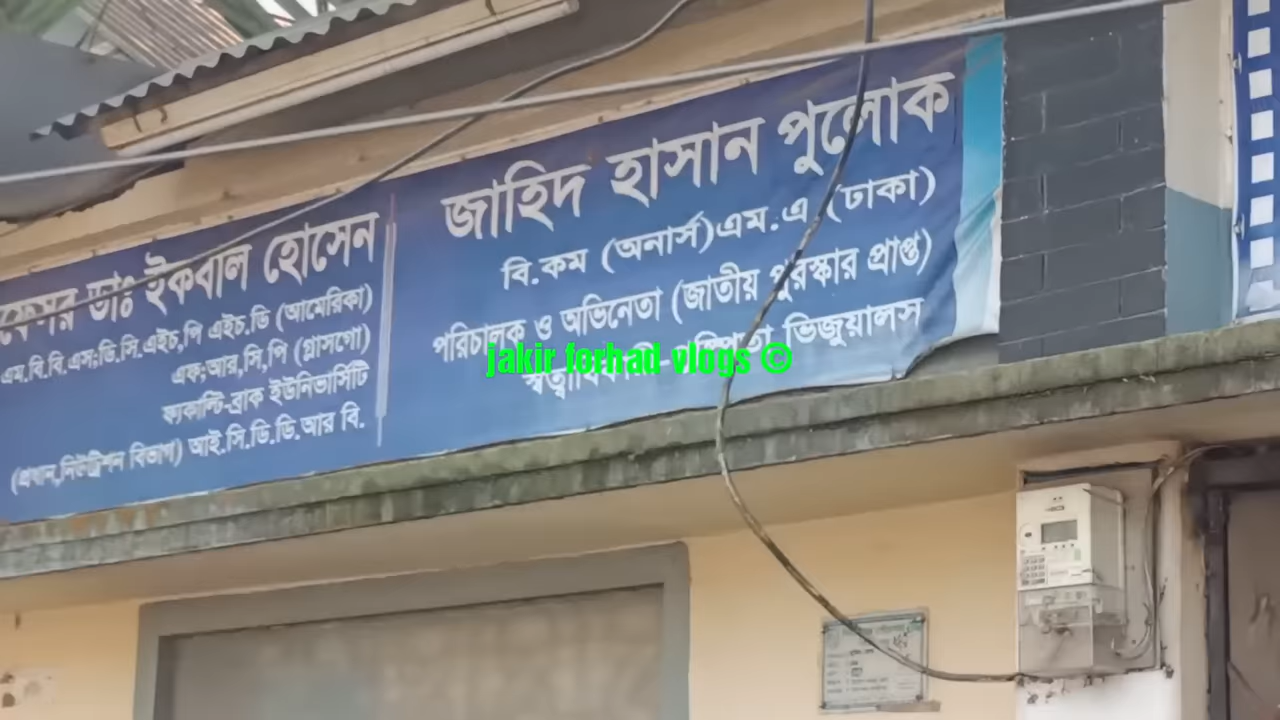 ডাঃ ইকবাল হোসেন
এম.বি.বি.এস;ডি.সি.এইচ,পি এইচ.ডি (আমেরিকা)
এফ;আর,সি,পি (গ্লাসগো)
ফ্যাকাল্টি-ব্রাক ইউনিভার্সিটি
(প্রধান,নিউট্রিশন বিভাগ) আই.সি.ডি.ডি.আর বি.
জাহিদ হাসান পুলোক
বি.কম (অনার্স)এম.এ.(ঢাকা)
পরিচালক ও অভিনেতা (জাতীয় পুরস্কার প্রাপ্ত)
ভিজুয়ালস
jakir forhad vlogs ©